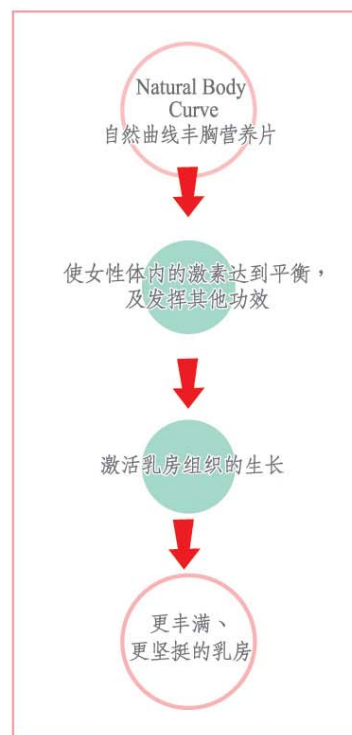 Natural Body
Curve
自然曲线丰胸营养片
使女性体内的激素达到平衡，
及发挥其他功效
激活乳房组织的生长
更丰满、
更坚挺的乳房